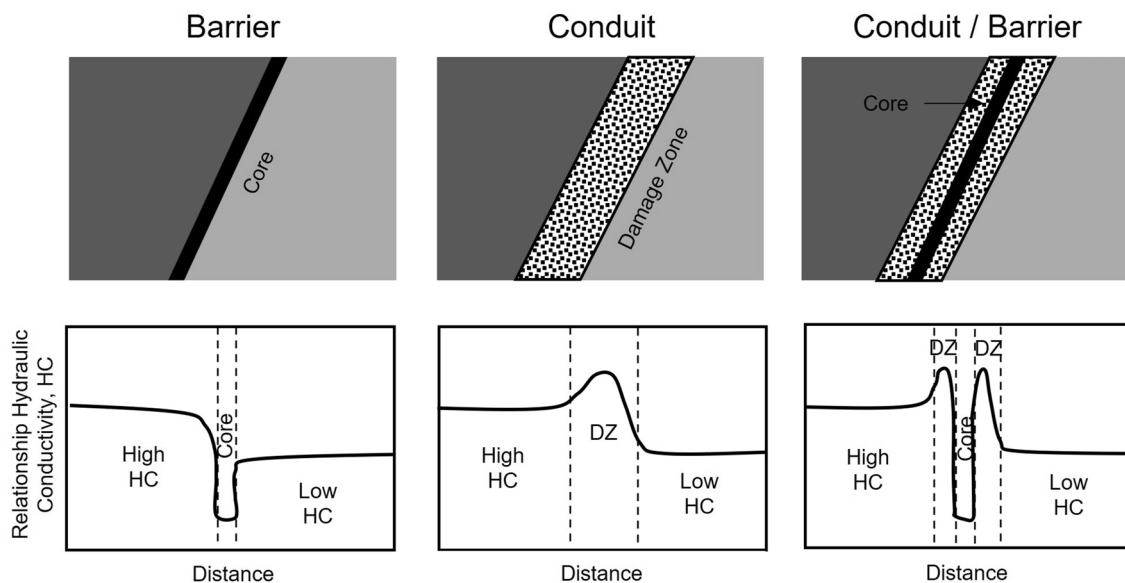 Barrier
Conduit
Conduit / Barrier
Core
Damage Zone
Core
Relationship Hydraulic
Conductivity, HC
High
HC
Core
Low
HC
High
HC
DZ
Low
HC
DZ
DZ
High
HC
Core
Low
HC
Distance
Distance
Distance